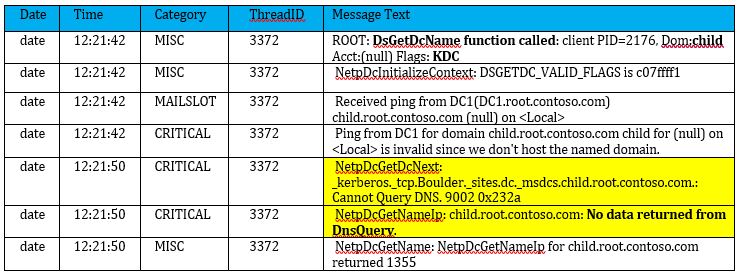 Date Time Category ThreadID Message Text
date 12:21:42 MISC 3372 ROOT: DsGetDcName function called: client PID=2176, Dom:child
Acct:(null) Flags: KDC
date 12:21:42 MISC 3372 NetpDcInitializeContext: DSGETDC_VALID_FLAGS is c07ffff1
date 12:21:42 MAILSLOT 3372 Received ping from DC1(DC1.root.contoso.com)
child.root.contoso.com (null) on <Local>
date 12:21:42 CRITICAL 3372 Ping from DC1 for domain child.root.contoso.com child for (null) on
<Local> is invalid since we don't host the named domain.
date 12:21:50 CRITICAL 3372 NetpDcGetDcNext:
_kerberos._tcp.Boulder._sites.dc._msdcs.child.root.contoso.com.:
Cannot Query DNS. 9002 0x232a
date 12:21:50 CRITICAL 3372 NetpDcGetNameIp: child.root.contoso.com: No data returned from
DnsQuery.
date 12:21:50 MISC 3372 NetpDcGetName: NetpDcGetNameIp for child.root.contoso.com
returned 1355